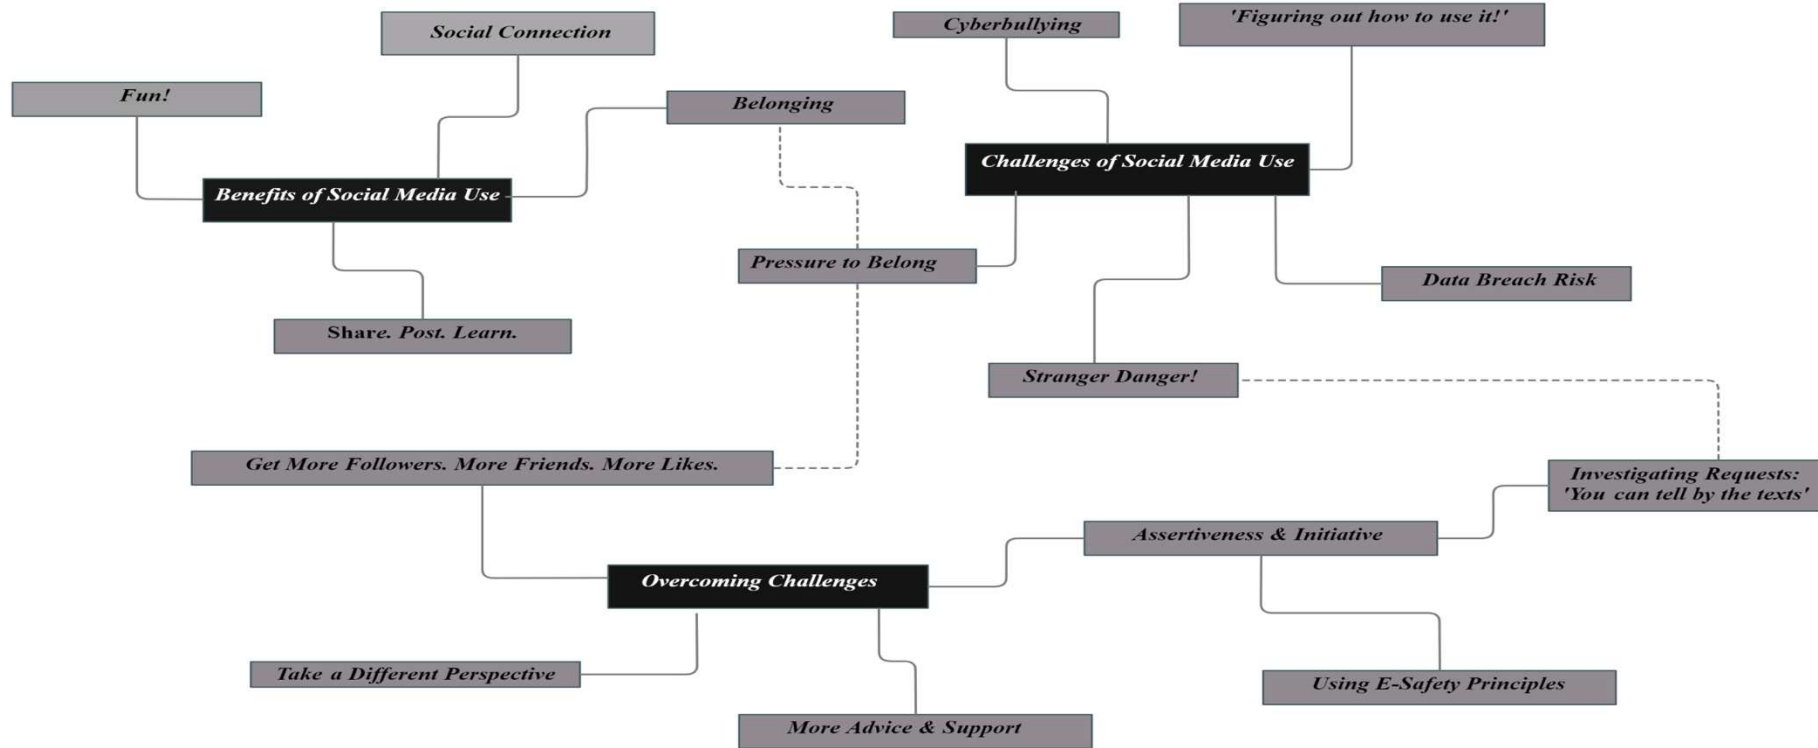 Social Connection
Cyberbullying
'Figuring out how to use it!'
Fun!
Belonging
Benefits of Social Media Use
Challenges of Social Media Use
Pressure to Belong
Data Breach Risk
Share. Post. Learn.
Stranger Danger!
Get More Followers. More Friends. More Likes.
Investigating Requests:
'You can tell by the texts'
Assertiveness & Initiative
Overcoming Challenges
Take a Different Perspective
Using E-Safety Principles
More Advice & Support